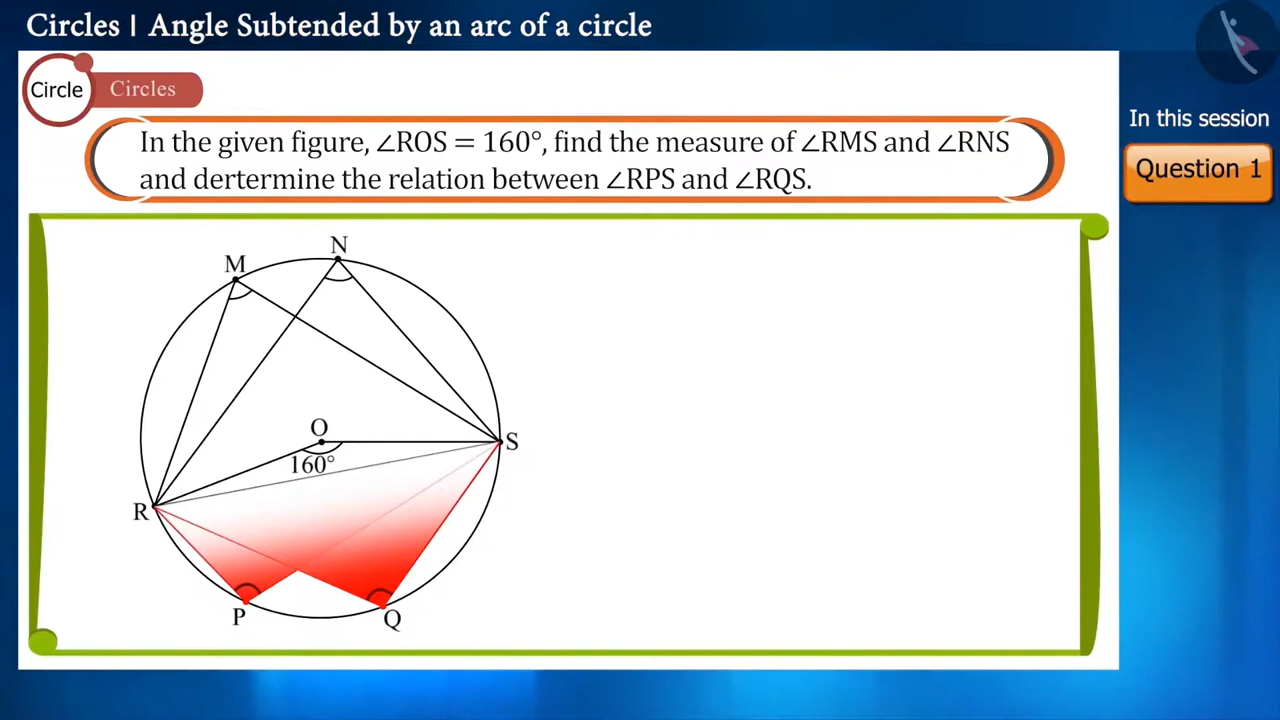 Circles | Angle Subtended by an arc of a circle
Circle
Circles
In this session
Question 1
In the given figure, ∠ROS = 160°, find the measure of ∠RMS and ∠RNS
and dertermine the relation between ∠RPS and ∠RQS.
N
M
O
S
160°
R
P
Q